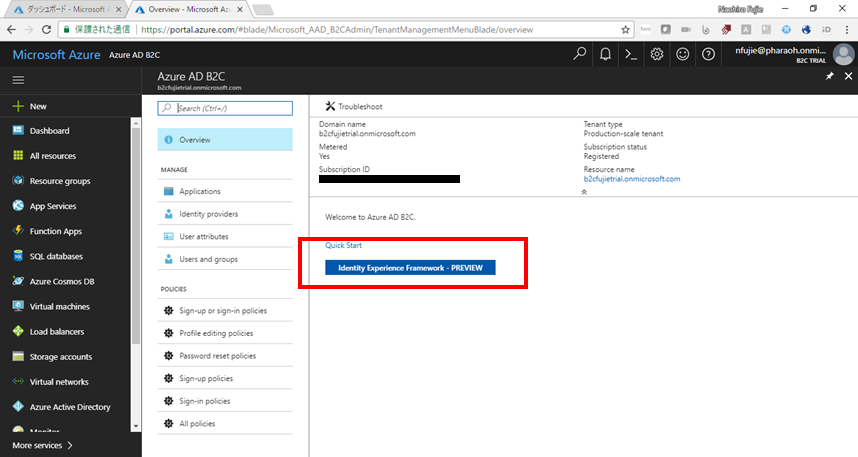 ダッシュボード - Microsoft A
Overview - Microsoft Az
Naohiro Fujie
保護された通信
https://portal.azure.com/#blade/Microsoft_AAD_B2CAdmin/TenantManagementMenuBlade/overview
Microsoft Azure
Azure AD B2C
nfujie@pharaoh.onmi...
B2C TRIAL
Azure AD B2C
b2cfujietrial.onmicrosoft.com
New
Dashboard
All resources
Resource groups
App Services
Function Apps
SQL databases
Azure Cosmos DB
Virtual machines
Load balancers
Storage accounts
Virtual networks
Azure Active Directory
Monitor
More services
Search (Ctrl+/)
Overview
MANAGE
Applications
Identity providers
User attributes
Users and groups
POLICIES
Sign-up or sign-in policies
Profile editing policies
Password reset policies
Sign-up policies
Sign-in policies
All policies
Troubleshoot
Domain name
b2cfujietrial.onmicrosoft.com
Metered
Yes
Subscription ID
Tenant type
Production-scale tenant
Subscription status
Registered
Resource name
b2cfujietrial.onmicrosoft.com
Welcome to Azure AD B2C.
Quick Start
Identity Experience Framework - PREVIEW